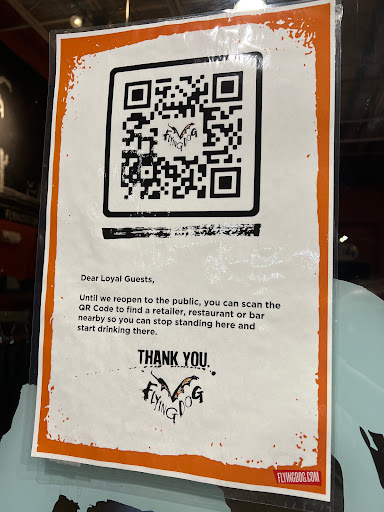 FLYING DOG
Dear Loyal Guests,
Until we reopen to the public, you can scan the
QR Code to find a retailer, restaurant or bar
nearby so you can stop standing here and
start drinking there.
THANK YOU.
FLYING DOG
FLYINGDOG.COM